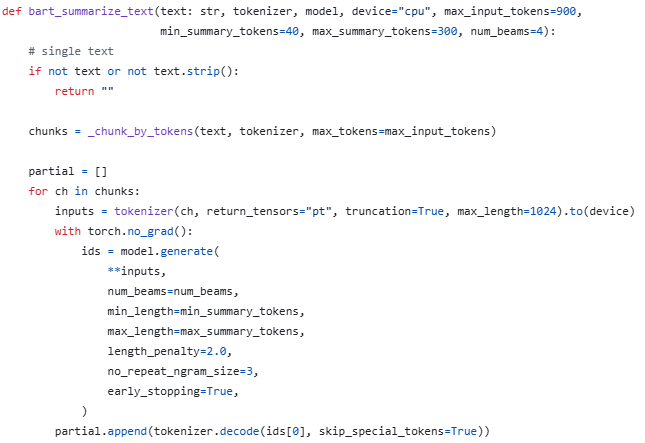 def bart_summarize_text(text: str, tokenizer, model, device="cpu", max_input_tokens=900,
                        min_summary_tokens=40, max_summary_tokens=300, num_beams=4):
    # single text
    if not text or not text.strip():
        return ""

    chunks = _chunk_by_tokens(text, tokenizer, max_tokens=max_input_tokens)

    partial = []
    for ch in chunks:
        inputs = tokenizer(ch, return_tensors="pt", truncation=True, max_length=1024).to(device)
        with torch.no_grad():
            ids = model.generate(
                **inputs,
                num_beams=num_beams,
                min_length=min_summary_tokens,
                max_length=max_summary_tokens,
                length_penalty=2.0,
                no_repeat_ngram_size=3,
                early_stopping=True,
            )
        partial.append(tokenizer.decode(ids[0], skip_special_tokens=True))